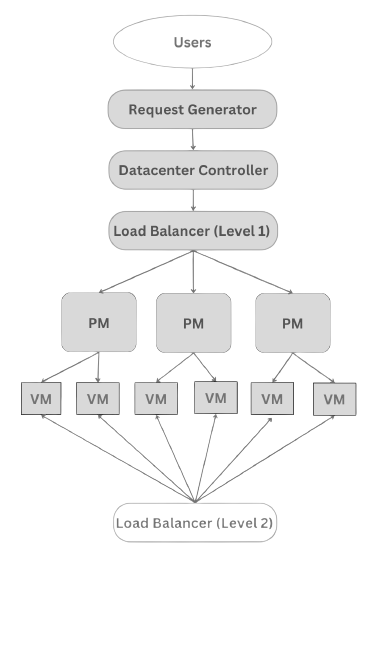 Users
Request Generator
Datacenter Controller
Load Balancer (Level 1)
PM
PM
PM
VM
VM
VM
VM
VM
VM
Load Balancer (Level 2)